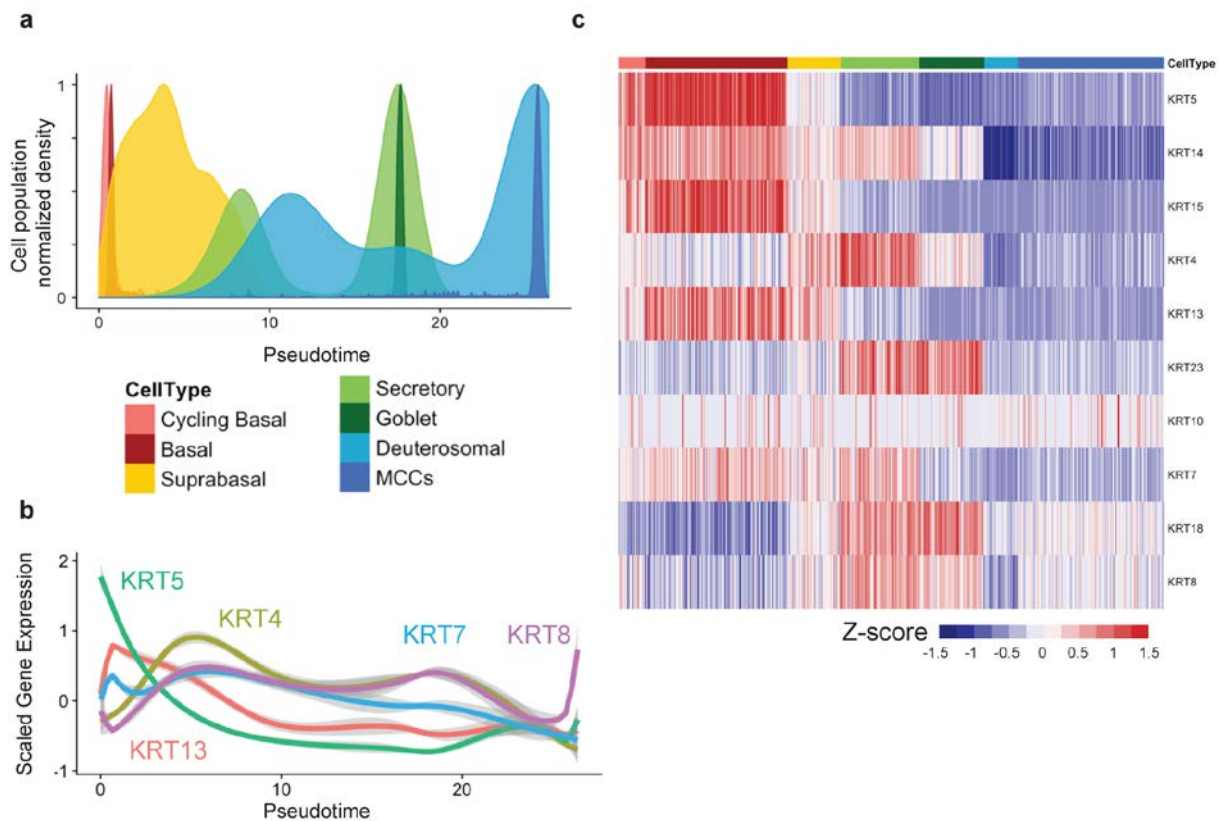 a
1
Cell population
normalized density
0
0 10 20
Pseudotime
CellType
Cycling Basal
Basal
Suprabasal
Secretory
Goblet
Deuterosomal
MCCs
b
2
1
0
-1
Scaled Gene Expression
KRT5
KRT4
KRT7
KRT8
KRT13
0 10 20
Pseudotime
c
CellType
KRT5
KRT14
KRT15
KRT4
KRT13
KRT23
KRT10
KRT7
KRT18
KRT8
Z-score
-1.5 -1 -0.5 0 0.5 1 1.5